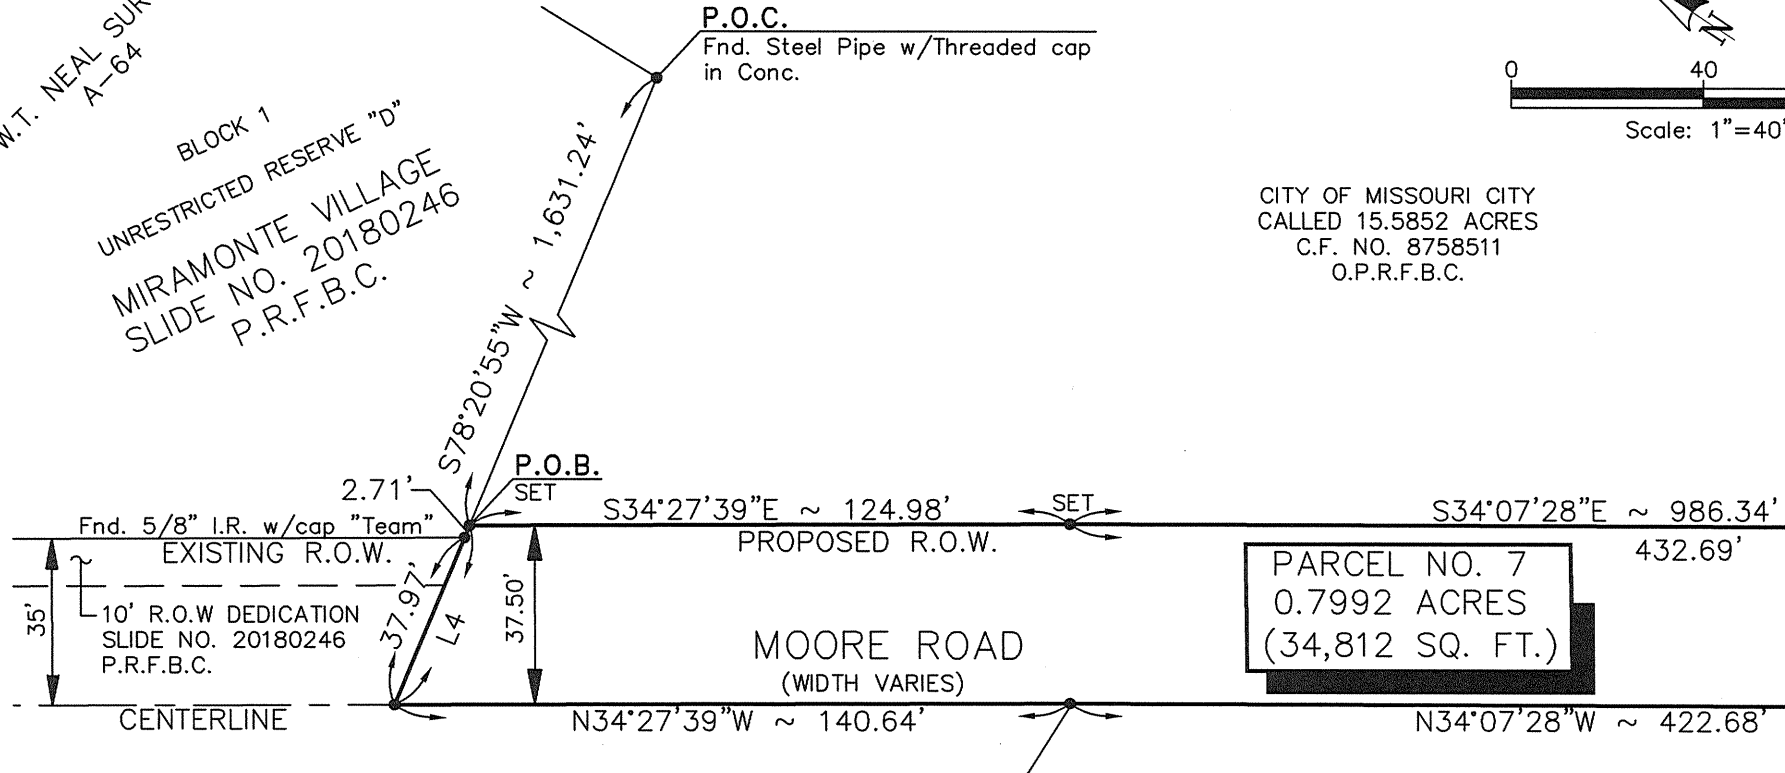 W.T. NEAL SUR
A-64
BLOCK 1
UNRESTRICTED RESERVE "D"
MIRAMONTE VILLAGE
SLIDE NO. 20180246
P.R.F.B.C.
P.O.C.
Fnd. Steel Pipe w/Threaded cap
in Conc.
S78°20'55"W ~ 1,631.24'
N
0 40
Scale: 1"=40'
CITY OF MISSOURI CITY
CALLED 15.5852 ACRES
C.F. NO. 8758511
O.P.R.F.B.C.
P.O.B.
SET
2.71'
Fnd. 5/8" I.R. w/cap "Team"
EXISTING R.O.W.
35'
10' R.O.W DEDICATION
SLIDE NO. 20180246
P.R.F.B.C.
37.97'
L4
37.50'
CENTERLINE
S34°27'39"E ~ 124.98'
SET
S34°07'28"E ~ 986.34'
PROPOSED R.O.W.
432.69'
PARCEL NO. 7
0.7992 ACRES
(34,812 SQ. FT.)
MOORE ROAD
(WIDTH VARIES)
N34°27'39"W ~ 140.64'
N34°07'28"W ~ 422.68'